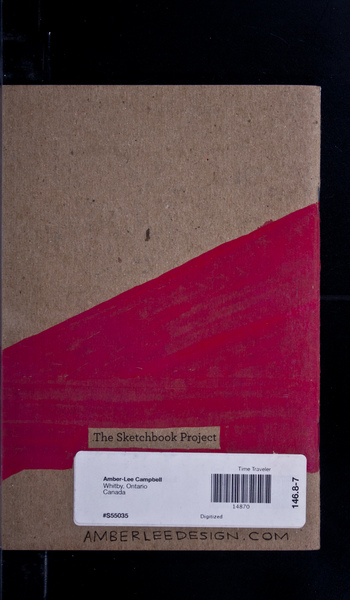 The Sketchbook Project
Time Traveler
Amber-Lee Campbell
Whitby, Ontario
Canada
14870
#S55035
Digitized
146.8-7
AMBERLEEDESIGN.COM